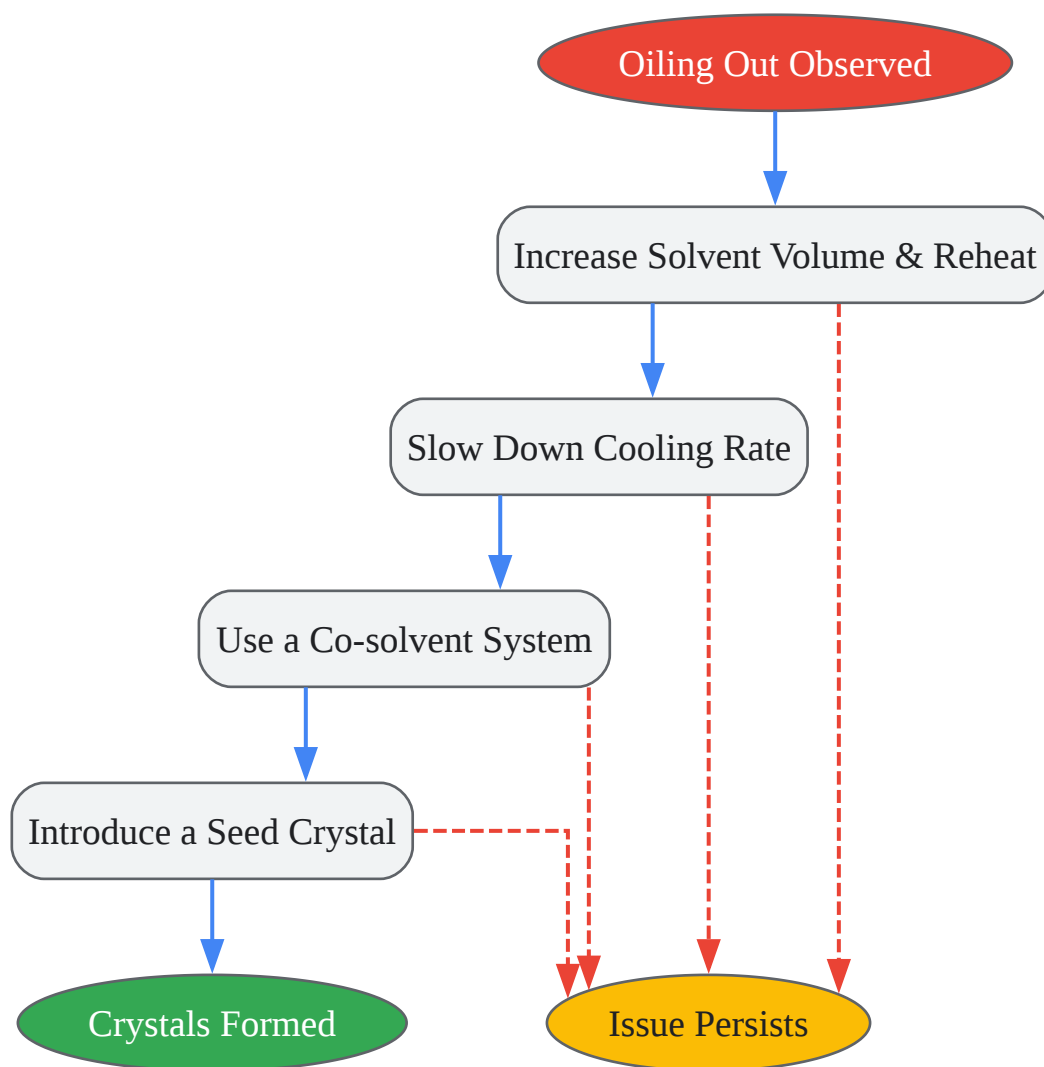 Oiling Out Observed
Increase Solvent Volume & Reheat
Slow Down Cooling Rate
Use a Co-solvent System
Introduce a Seed Crystal
Crystals Formed
Issue Persists